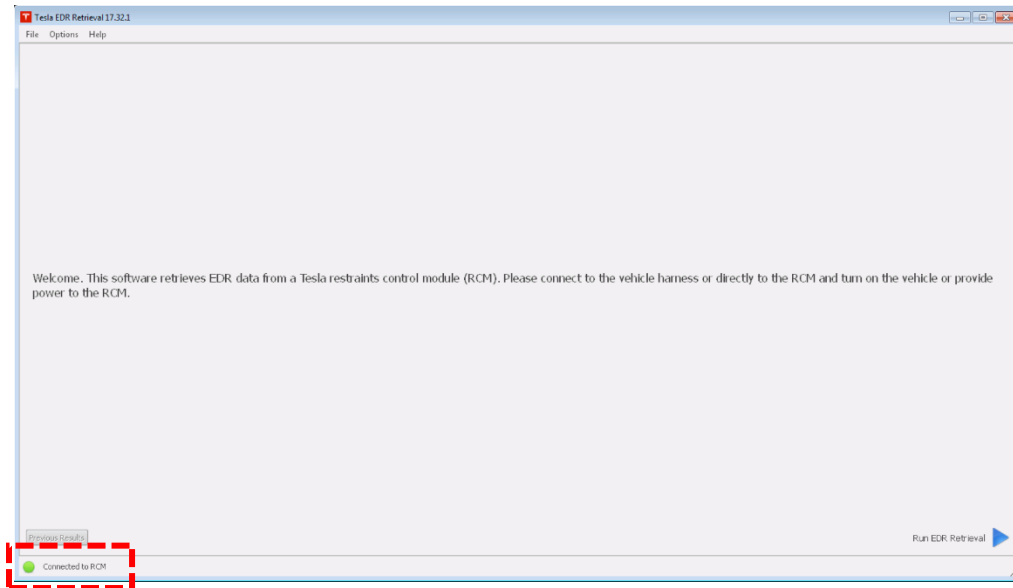 Tesla EDR Retrieval 17.32.1
File Options Help
Welcome. This software retrieves EDR data from a Tesla restraints control module (RCM). Please connect to the vehicle harness or directly to the RCM and turn on the vehicle or provide
power to the RCM.
Previous Results
Run EDR Retrieval
Connected to RCM